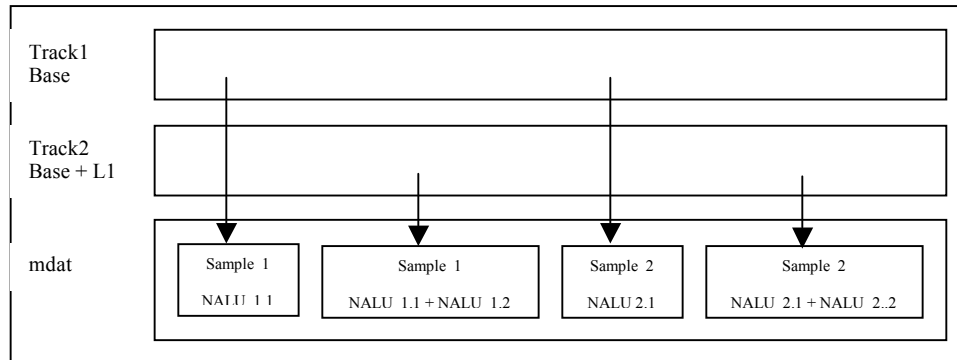 Track1
Base
Track2
Base + L1
mdat
Sample 1
NALU 1.1
Sample 1
NALU 1.1 + NALU 1.2
Sample 2
NALU 2.1
Sample 2
NALU 2.1 + NALU 2..2